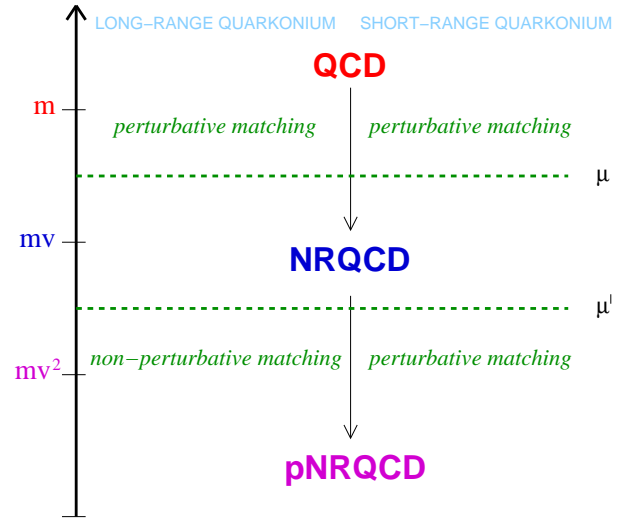 LONG–RANGE QUARKONIUM SHORT–RANGE QUARKONIUM
QCD
m
perturbative matching perturbative matching
μ
mv
NRQCD
μ'
non−perturbative matching perturbative matching
mv²
pNRQCD